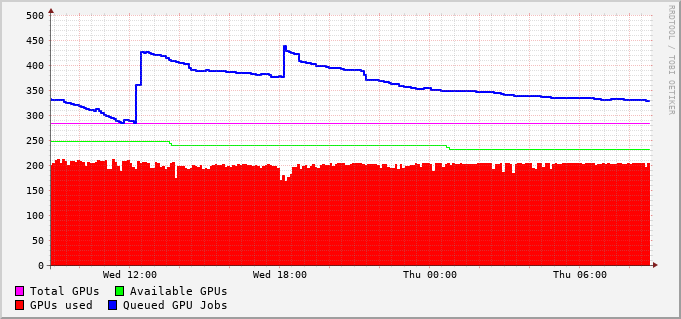 500
450
400
350
300
250
200
150
100
50
0
Wed 12:00 Wed 18:00 Thu 00:00 Thu 06:00
Total GPUs Available GPUs
GPUs used Queued GPU Jobs
RRDTOOL / TOBI OETIKER